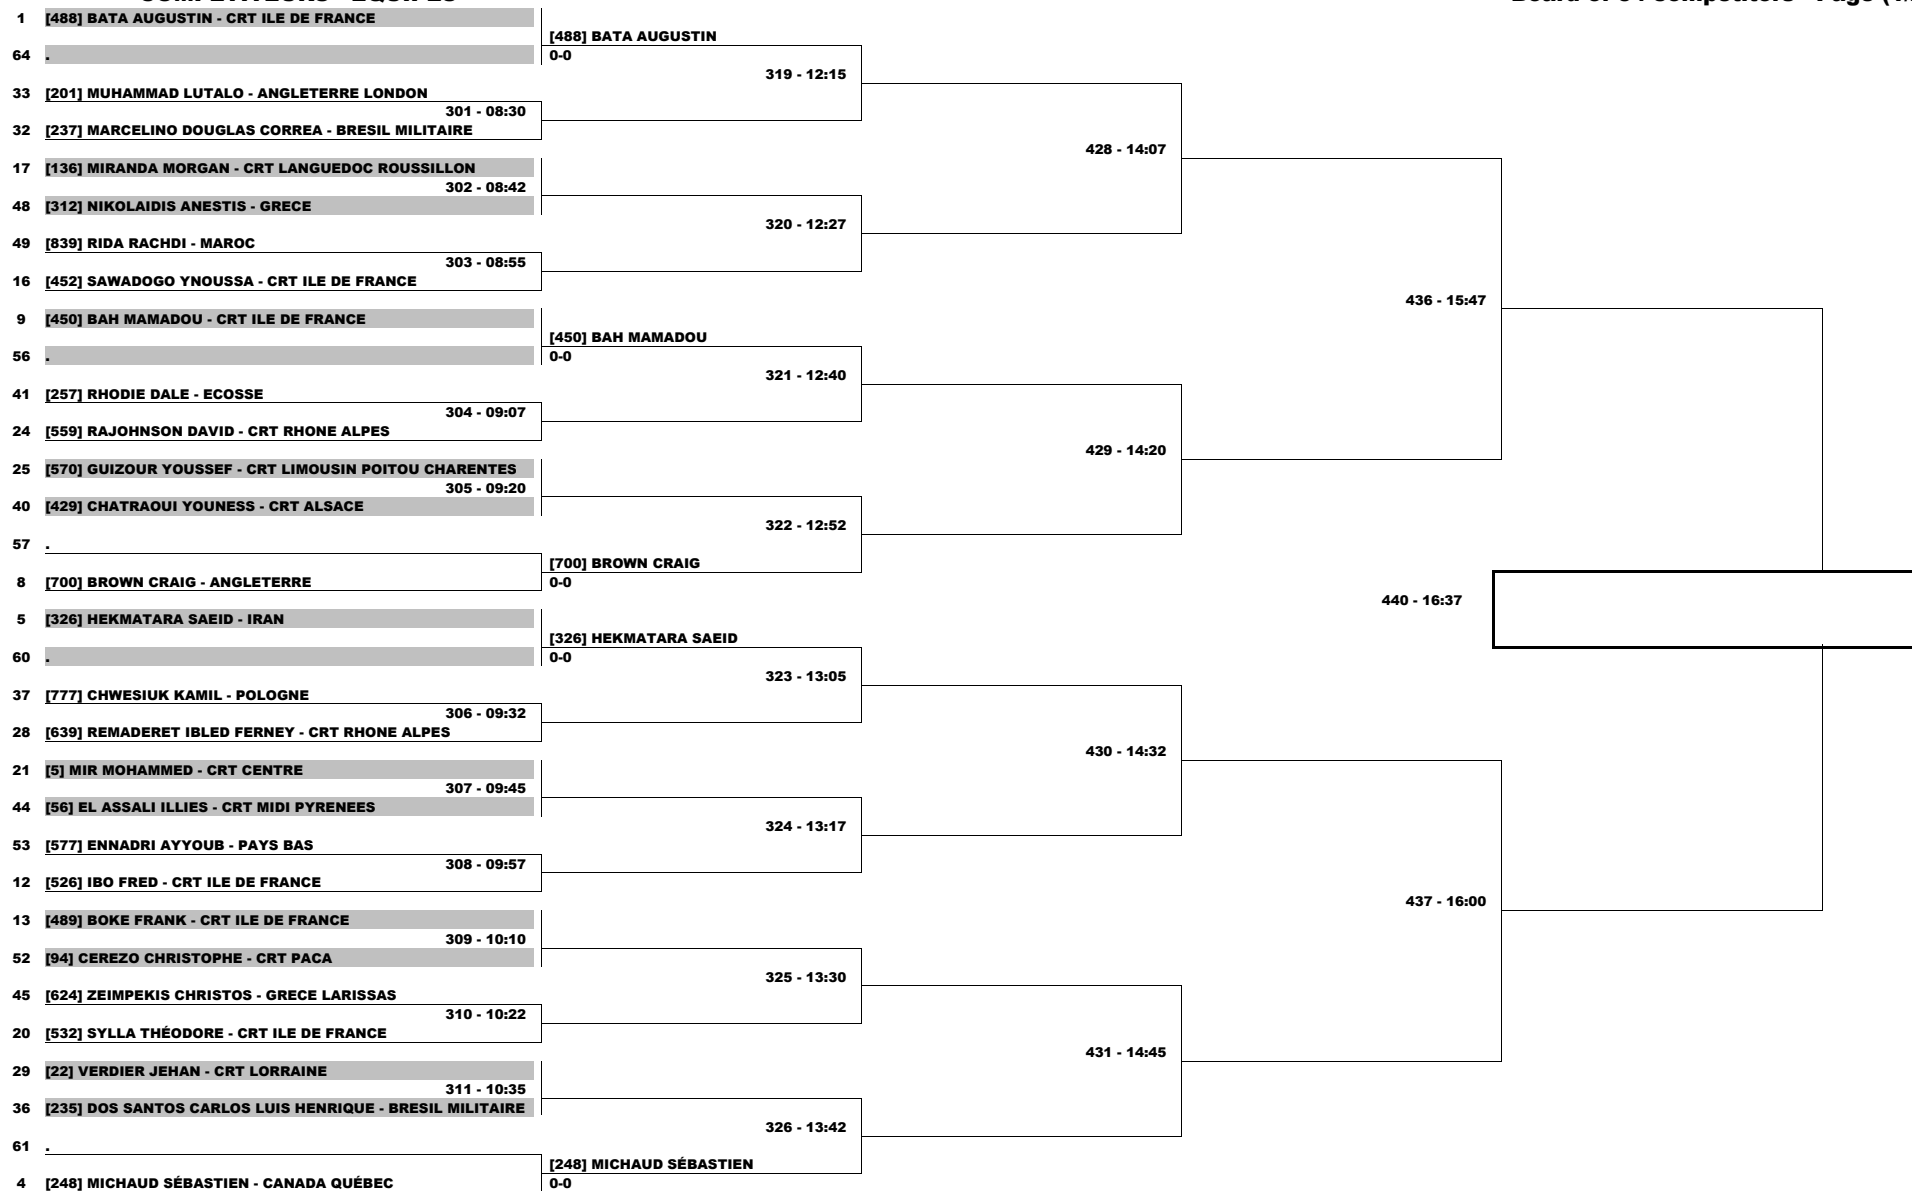 1 [488] BATA AUGUSTIN - CRT ILE DE FRANCE
[488] BATA AUGUSTIN
64 .
0-0
319 - 12:15
33 [201] MUHAMMAD LUTALO - ANGLETERRE LONDON
301 - 08:30
32 [237] MARCELINO DOUGLAS CORREA - BRESIL MILITAIRE
428 - 14:07
17 [136] MIRANDA MORGAN - CRT LANGUEDOC ROUSSILLON
302 - 08:42
48 [312] NIKOLAIDIS ANESTIS - GRECE
320 - 12:27
49 [839] RIDA RACHDI - MAROC
303 - 08:55
16 [452] SAWADOGO YNOUSSA - CRT ILE DE FRANCE
436 - 15:47
9 [450] BAH MAMADOU - CRT ILE DE FRANCE
[450] BAH MAMADOU
56 .
0-0
321 - 12:40
41 [257] RHODIE DALE - ECOSSE
304 - 09:07
24 [559] RAJOHNSON DAVID - CRT RHONE ALPES
429 - 14:20
25 [570] GUIZOUR YOUSSEF - CRT LIMOUSIN POITOU CHARENTES
305 - 09:20
40 [429] CHATRAOUI YOUNESS - CRT ALSACE
322 - 12:52
57 .
[700] BROWN CRAIG
8 [700] BROWN CRAIG - ANGLETERRE
0-0
440 - 16:37
5 [326] HEKMATARA SAEID - IRAN
[326] HEKMATARA SAEID
60 .
0-0
323 - 13:05
37 [777] CHWESIUK KAMIL - POLOGNE
306 - 09:32
28 [639] REMADERET IBLED FERNEY - CRT RHONE ALPES
430 - 14:32
21 [5] MIR MOHAMMED - CRT CENTRE
307 - 09:45
44 [56] EL ASSALI ILLIES - CRT MIDI PYRENEES
324 - 13:17
53 [577] ENNADRI AYYOUB - PAYS BAS
308 - 09:57
12 [526] IBO FRED - CRT ILE DE FRANCE
437 - 16:00
13 [489] BOKE FRANK - CRT ILE DE FRANCE
309 - 10:10
52 [94] CEREZO CHRISTOPHE - CRT PACA
325 - 13:30
45 [624] ZEIMPEKIS CHRISTOS - GRECE LARISSAS
310 - 10:22
20 [532] SYLLA THÉODORE - CRT ILE DE FRANCE
431 - 14:45
29 [22] VERDIER JEHAN - CRT LORRAINE
311 - 10:35
36 [235] DOS SANTOS CARLOS LUIS HENRIQUE - BRESIL MILITAIRE
326 - 13:42
61 .
[248] MICHAUD SÉBASTIEN
4 [248] MICHAUD SÉBASTIEN - CANADA QUÉBEC
0-0